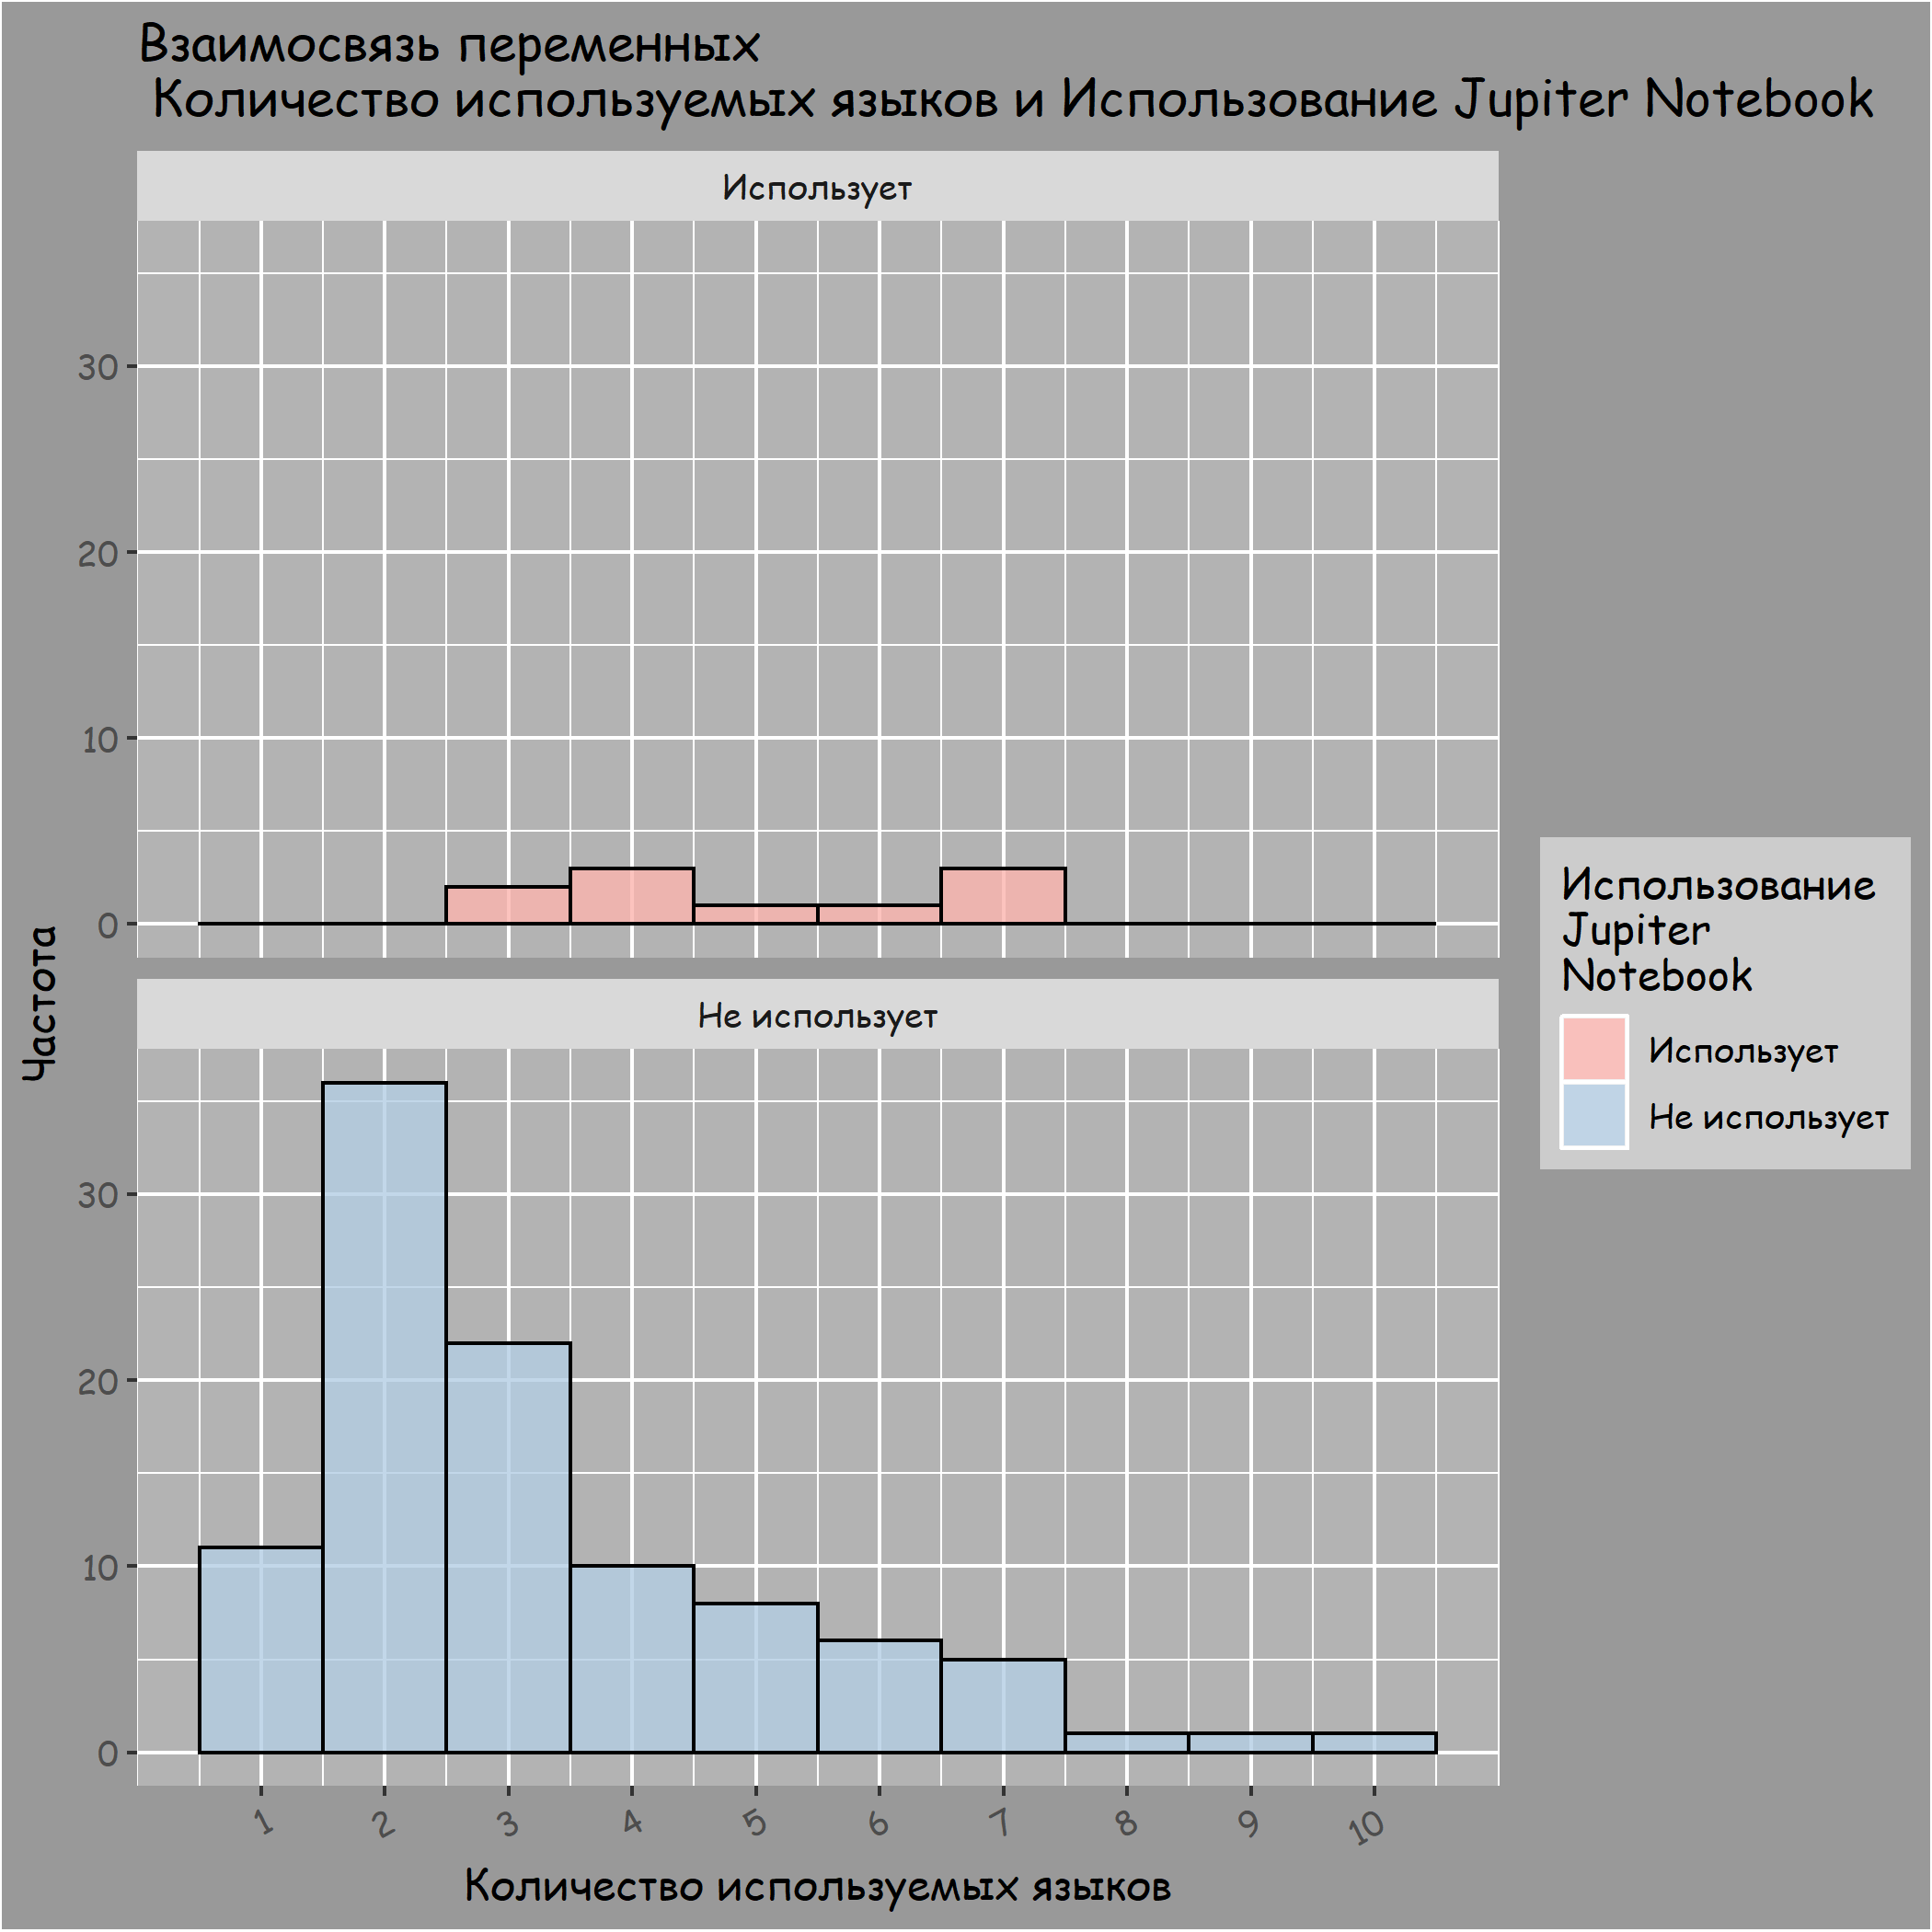 Взаимосвязь переменных
Количество используемых языков и Использование Jupiter Notebook
Использует
30
20
10
0
Частота
Не использует
30
20
10
0
1 2 3 4 5 6 7 8 9 10
Количество используемых языков
Использование
Jupiter
Notebook
Использует
Не использует